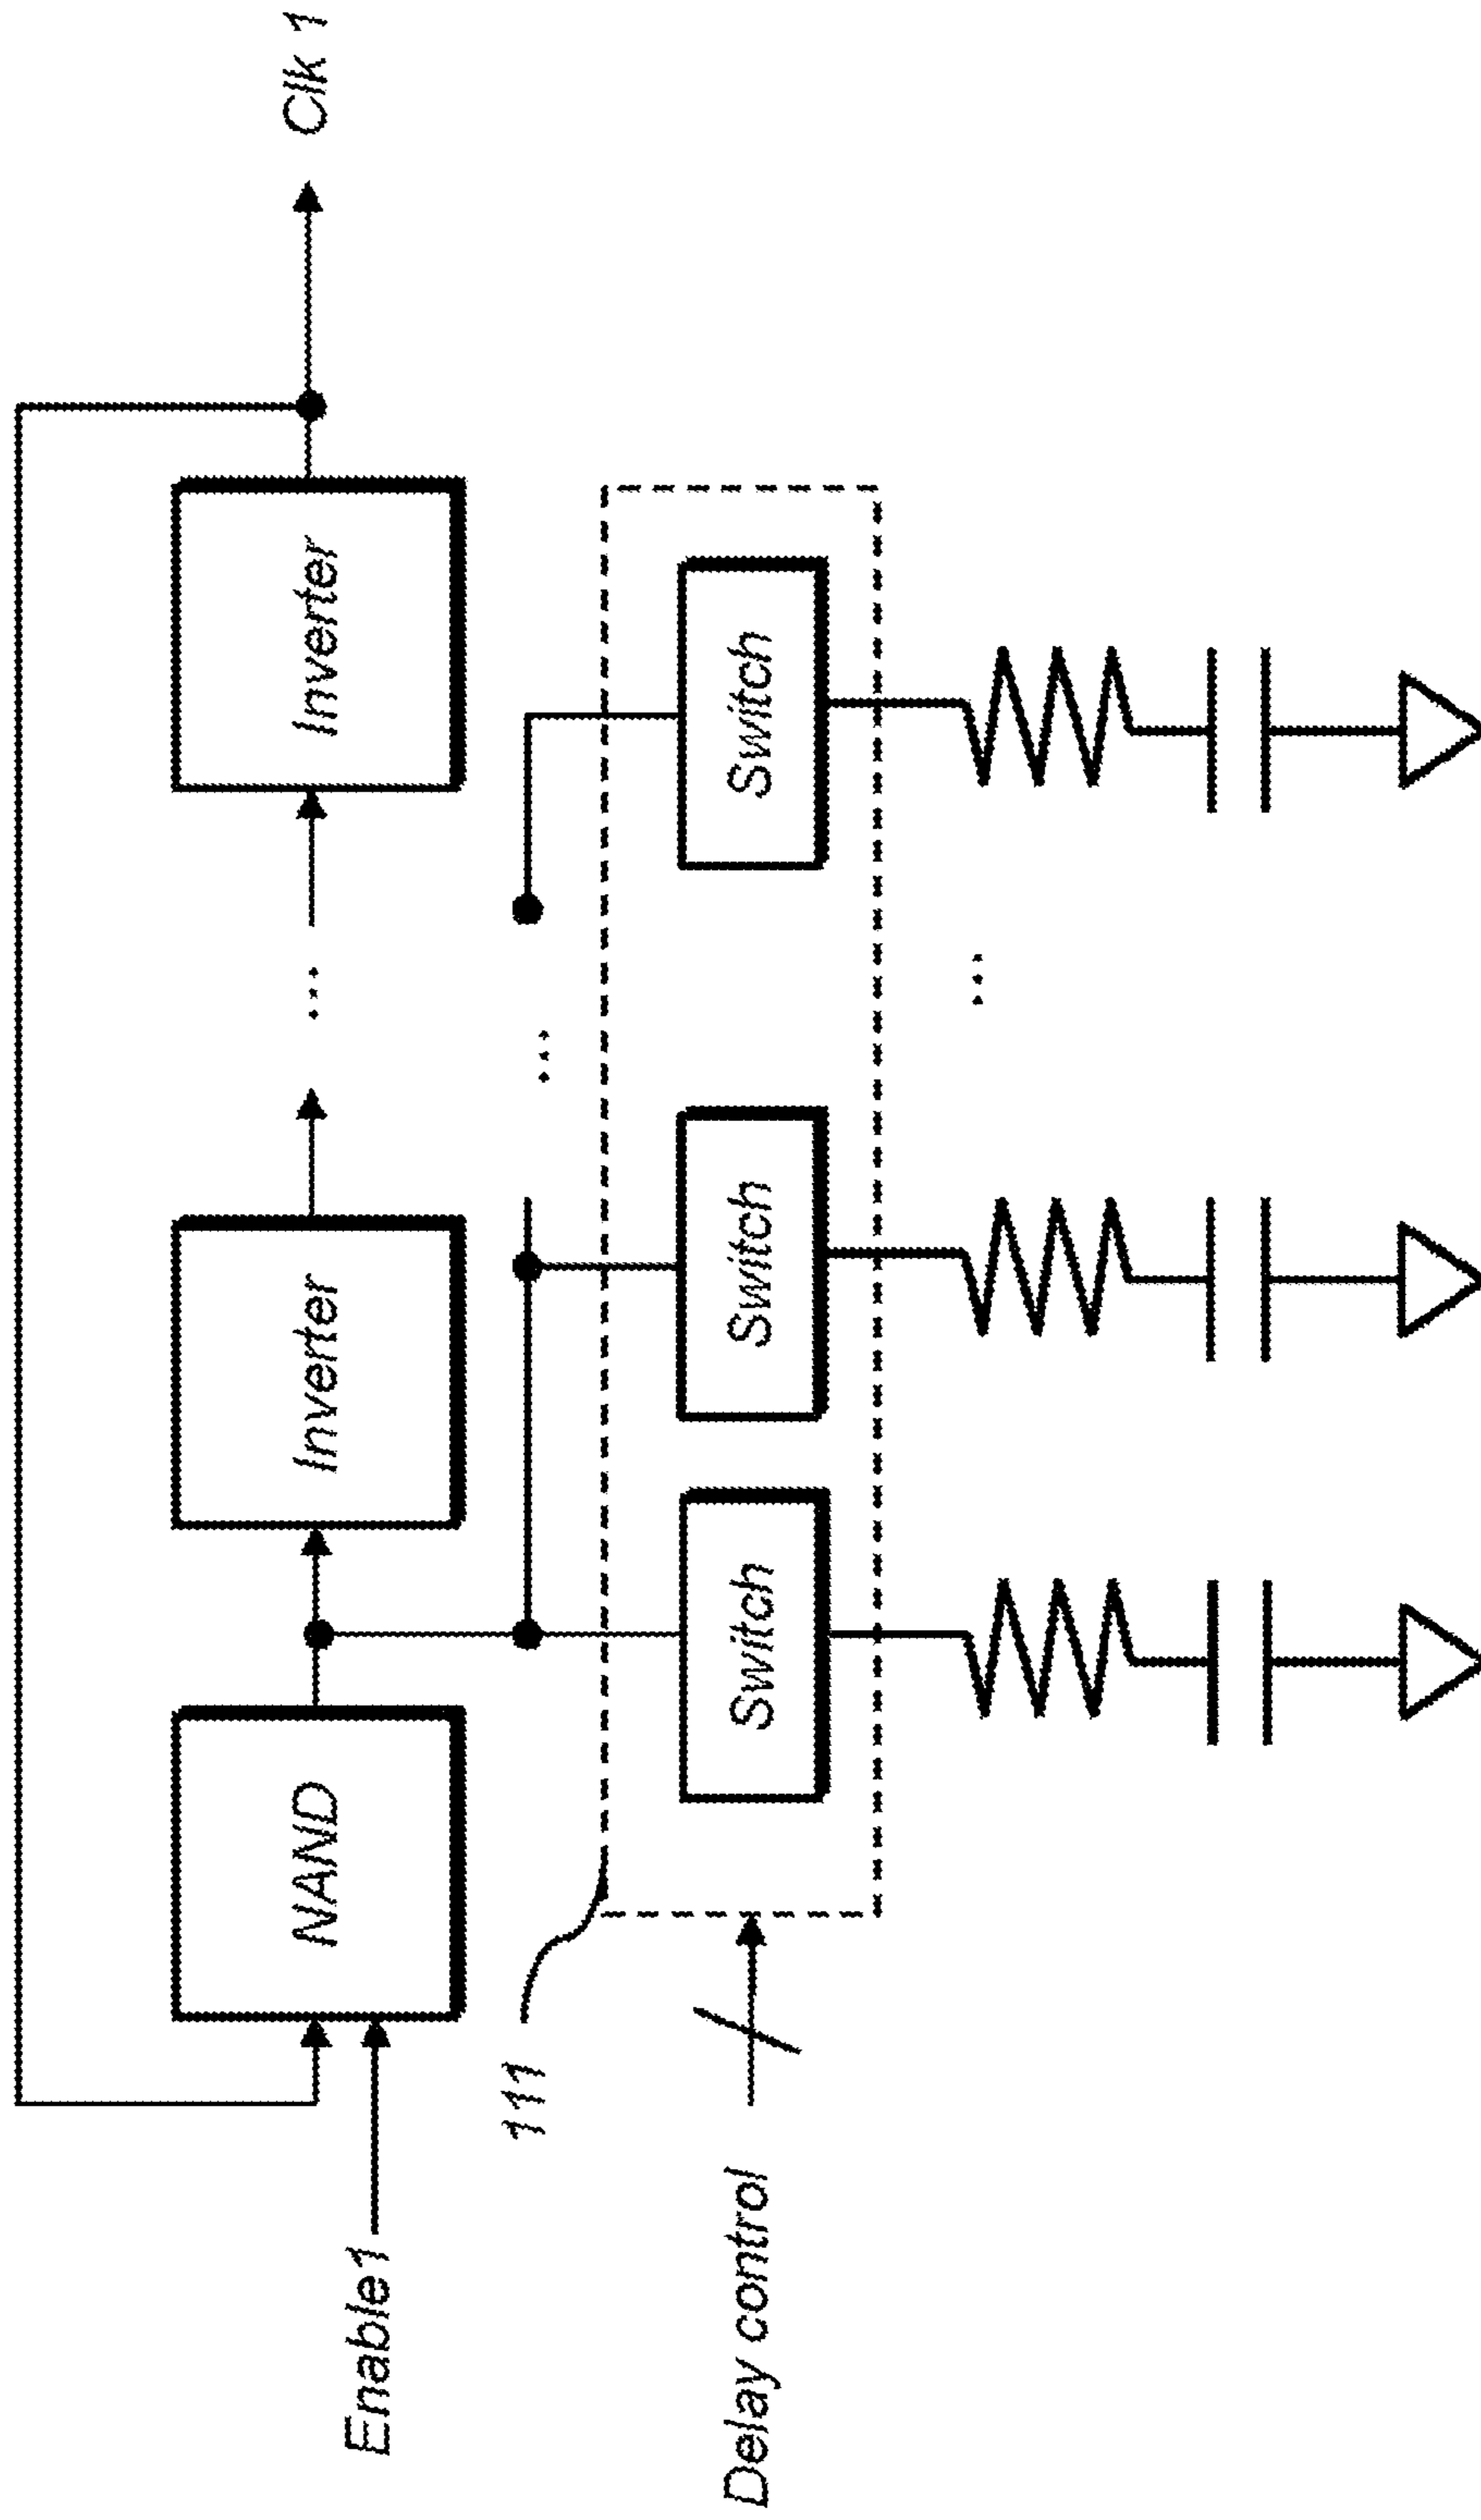 NAND
Inverter
...
Inverter
Clk 1
Enable1
111
...
Delay control
Switch
Switch
Switch
...